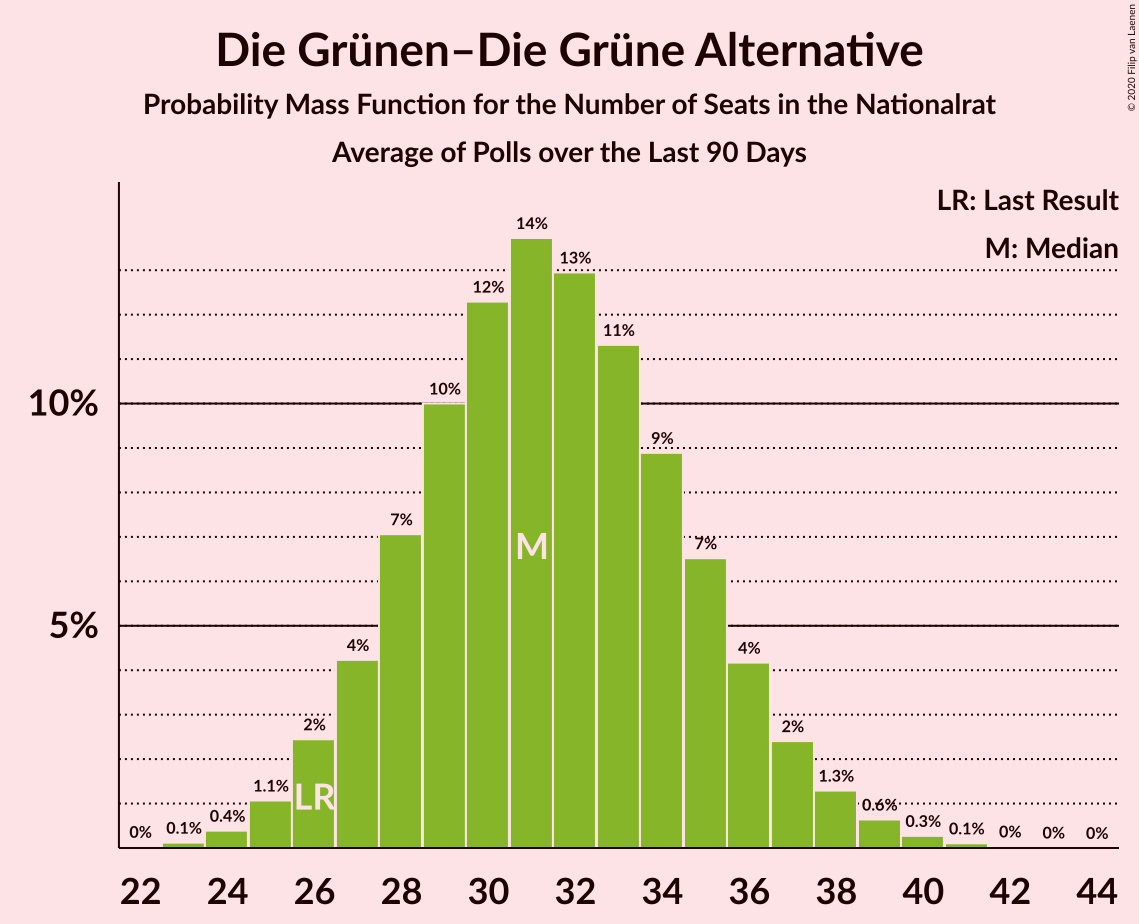 Die Grünen–Die Grüne Alternative
Probability Mass Function for the Number of Seats in the Nationalrat
Average of Polls over the Last 90 Days
© 2020 Filip van Laenen
LR: Last Result
M: Median
10%
5%
0%
0.1%
0.4%
1.1%
2%
4%
7%
10%
12%
14%
13%
11%
9%
7%
4%
2%
1.3%
0.6%
0.3%
0.1%
0%
0%
0%
LR
M
22 24 26 28 30 32 34 36 38 40 42 44